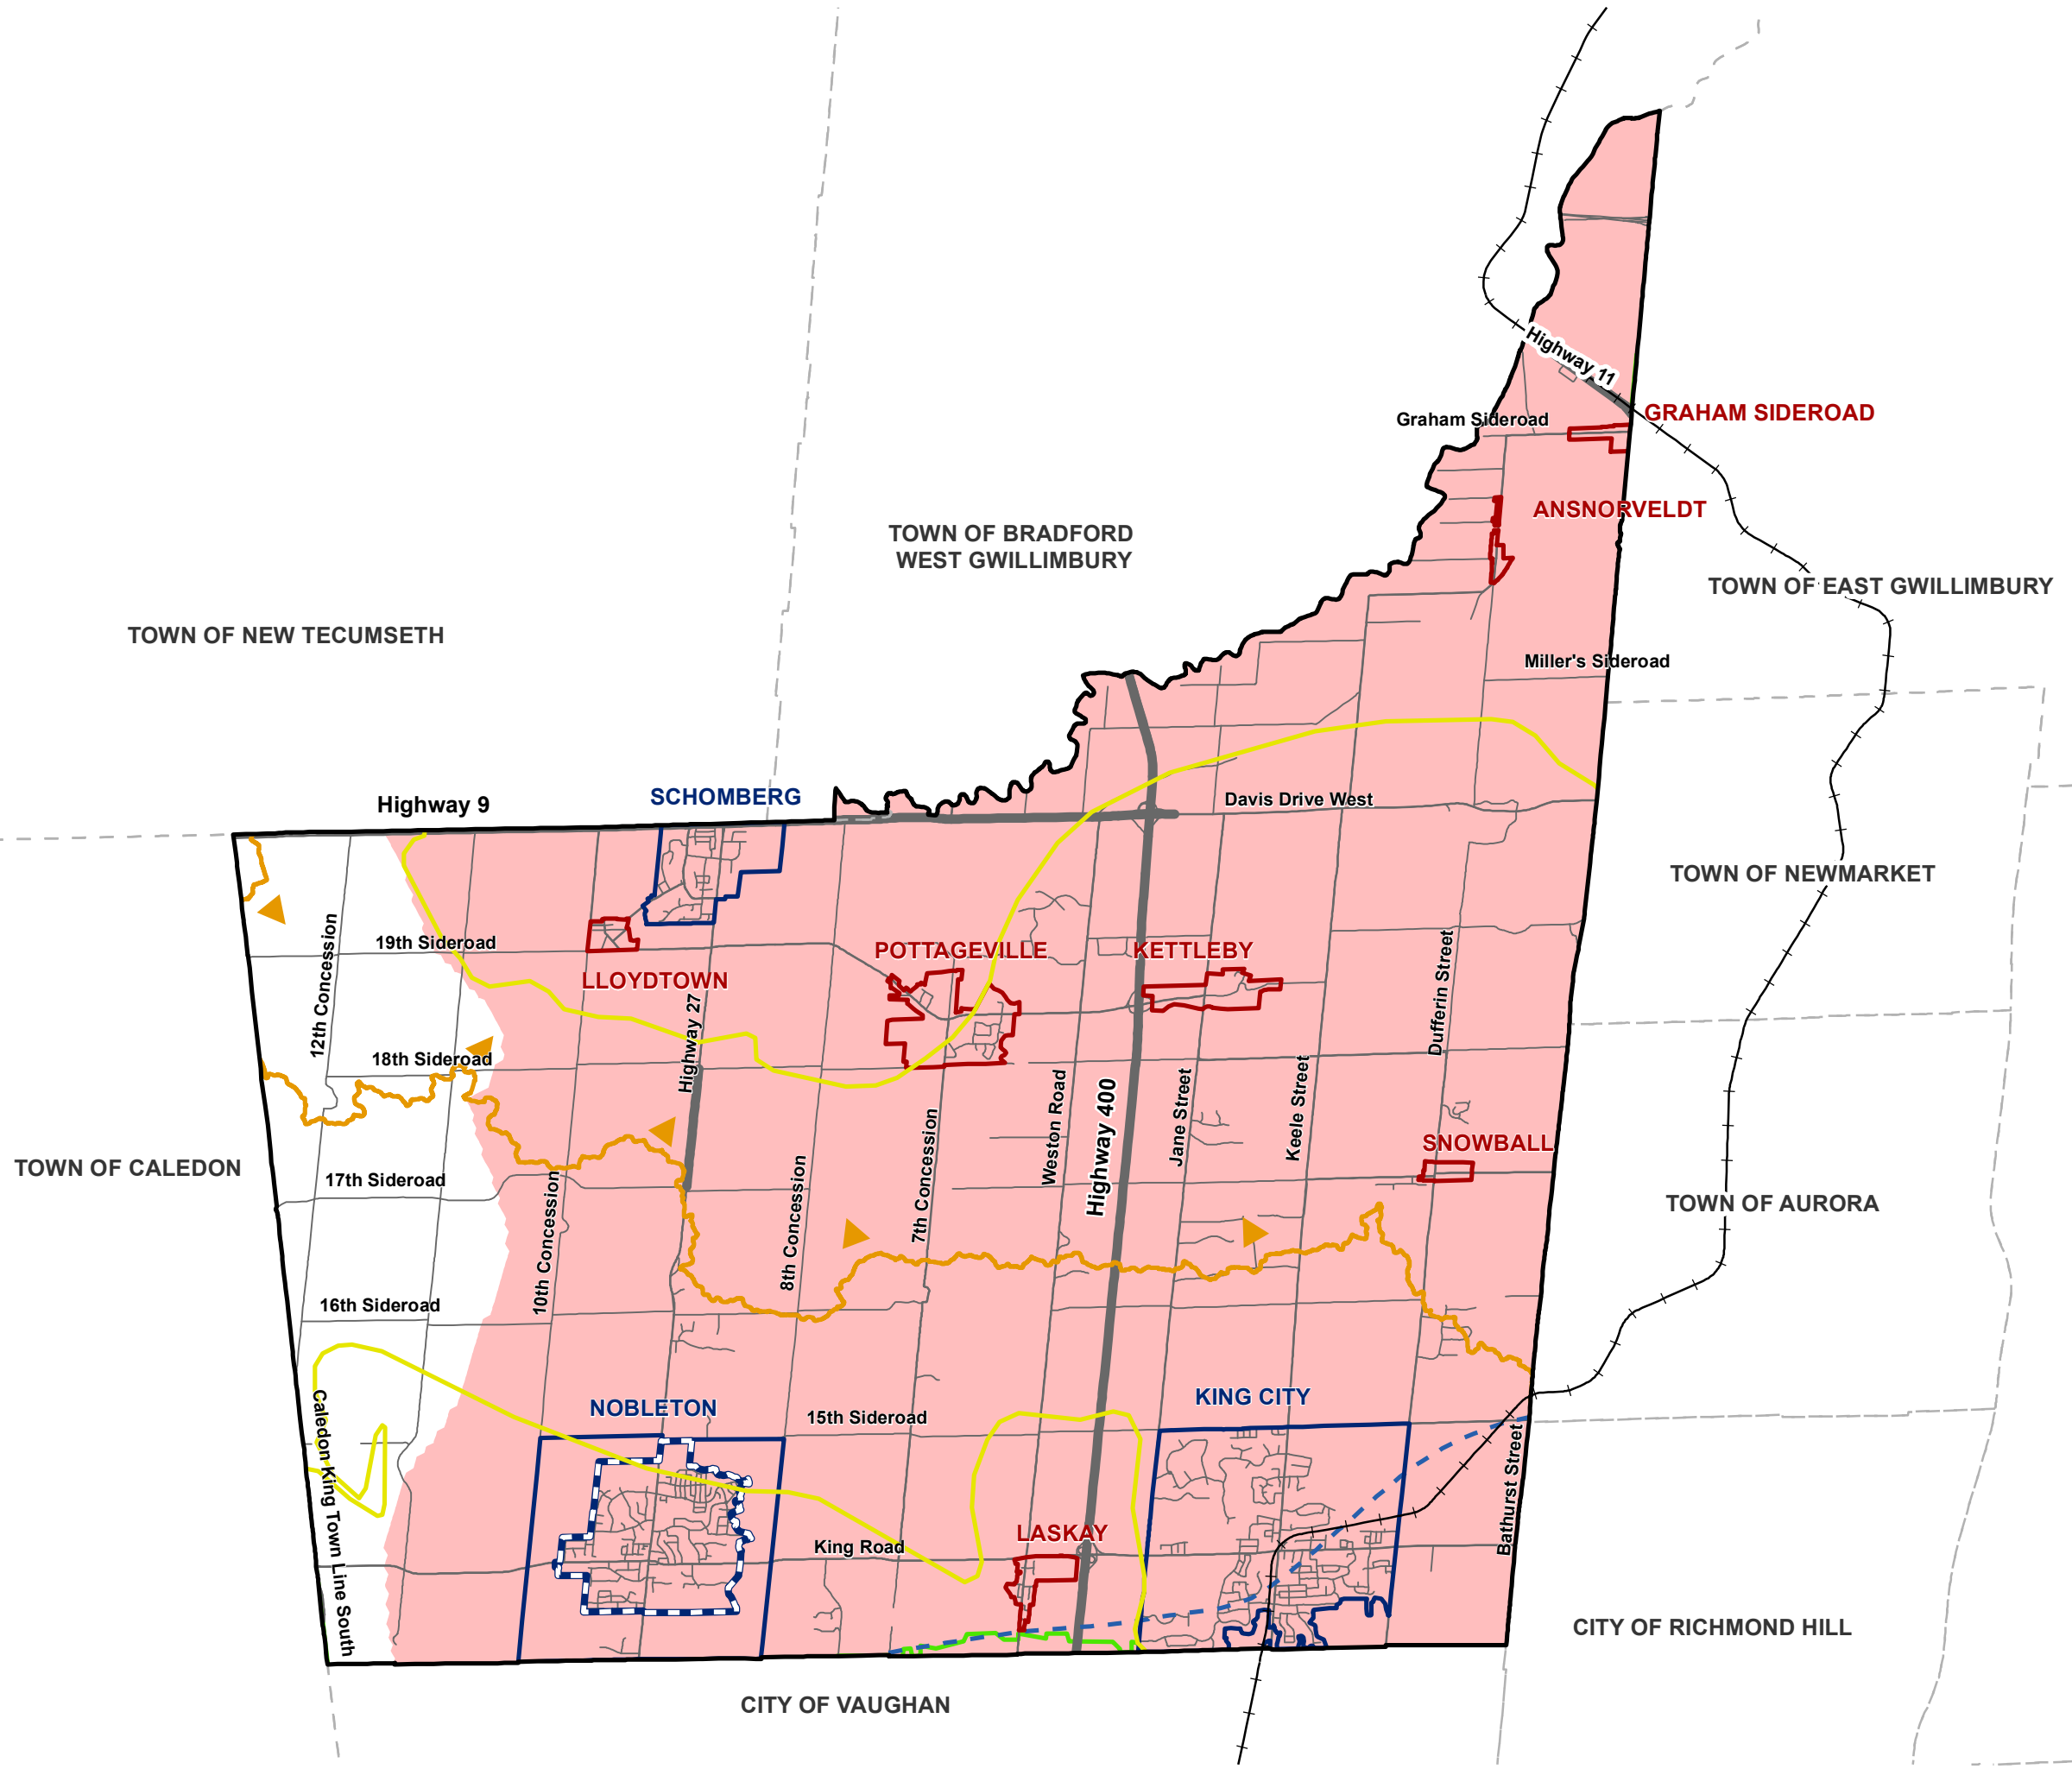 Highway 11
Graham Sideroad
GRAHAM SIDEROAD
ANSNORVELDT
TOWN OF BRADFORD
WEST GWILLIMBURY
TOWN OF EAST GWILLIMBURY
TOWN OF NEW TECUMSETH
Miller's Sideroad
Highway 9
SCHOMBERG
Davis Drive West
TOWN OF NEWMARKET
19th Sideroad
12th Concession
LLOYDTOWN
POTTAGEVILLE
KETTLEBY
Dufferin Street
Highway 27
18th Sideroad
Weston Road
Highway 400
Jane Street
Keele Street
SNOWBALL
TOWN OF CALEDON
17th Sideroad
10th Concession
8th Concession
7th Concession
TOWN OF AURORA
16th Sideroad
Caledon King Town Line South
NOBLETON
15th Sideroad
KING CITY
Bathurst Street
LASKAY
King Road
CITY OF RICHMOND HILL
CITY OF VAUGHAN